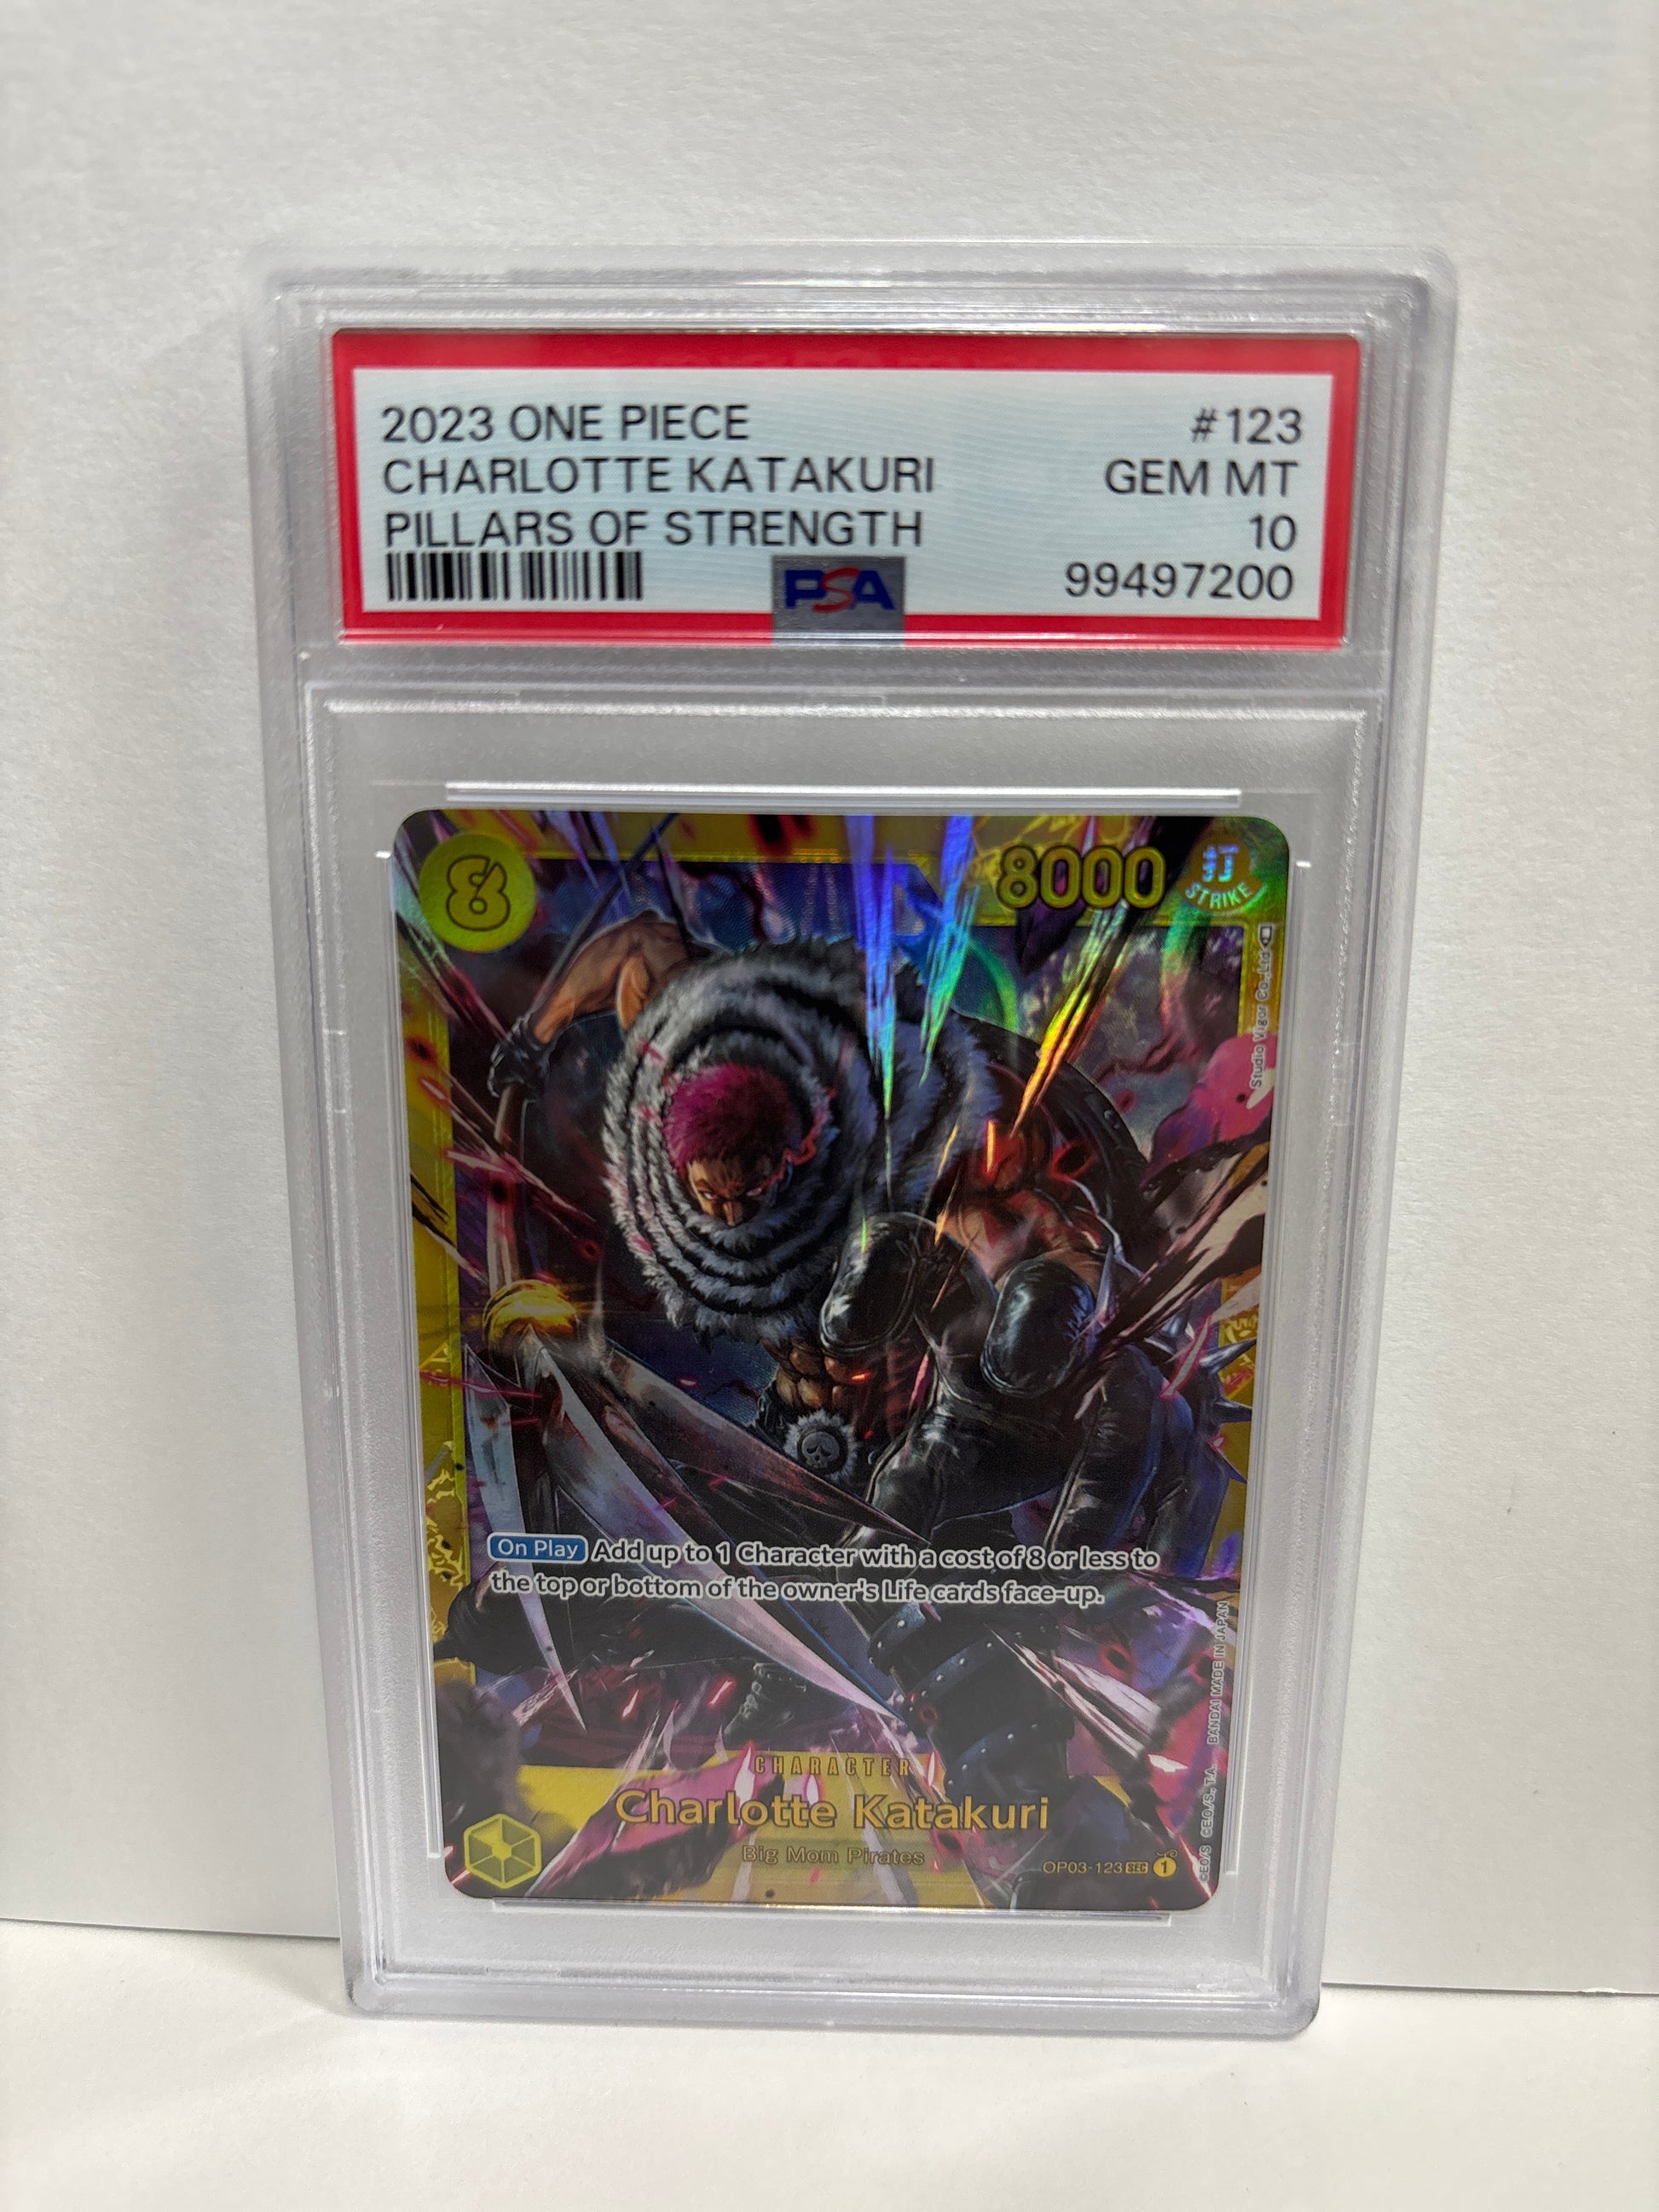 2023 ONE PIECE #123
CHARLOTTE KATAKURI GEM MT
PILLARS OF STRENGTH 10
PSA 99497200
8 8000 打
STRIKE
Studio Vigor Co.,Ltd
On Play Add up to 1 Character with a cost of 8 or less to
the top or bottom of the owner's Life cards face-up.
BANDAI MADE IN JAPAN
CHARACTER
Charlotte Katakuri
Big Mom Pirates
OP03-123 SEC 1